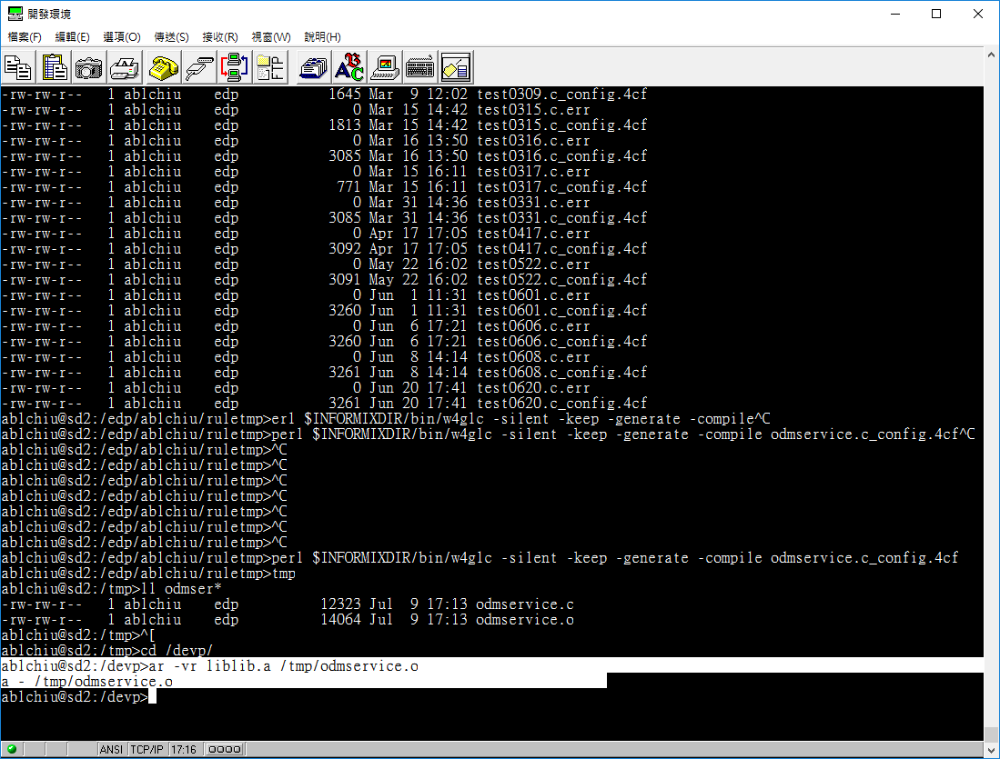 開發環境
檔案(F) 編輯(E) 選項(O) 傳送(S) 接收(R) 視窗(W) 說明(H)
-rw-rw-r--   1 ablchiu    edp           1645 Mar  9 12:02 test0309.c_config.4cf
-rw-rw-r--   1 ablchiu    edp              0 Mar 15 14:42 test0315.c.err
-rw-rw-r--   1 ablchiu    edp           1813 Mar 15 14:42 test0315.c_config.4cf
-rw-rw-r--   1 ablchiu    edp              0 Mar 16 13:50 test0316.c.err
-rw-rw-r--   1 ablchiu    edp           3085 Mar 16 13:50 test0316.c_config.4cf
-rw-rw-r--   1 ablchiu    edp              0 Mar 15 16:11 test0317.c.err
-rw-rw-r--   1 ablchiu    edp            771 Mar 15 16:11 test0317.c_config.4cf
-rw-rw-r--   1 ablchiu    edp              0 Mar 31 14:36 test0331.c.err
-rw-rw-r--   1 ablchiu    edp           3085 Mar 31 14:36 test0331.c_config.4cf
-rw-rw-r--   1 ablchiu    edp              0 Apr 17 17:05 test0417.c.err
-rw-rw-r--   1 ablchiu    edp           3092 Apr 17 17:05 test0417.c_config.4cf
-rw-rw-r--   1 ablchiu    edp              0 May 22 16:02 test0522.c.err
-rw-rw-r--   1 ablchiu    edp           3091 May 22 16:02 test0522.c_config.4cf
-rw-rw-r--   1 ablchiu    edp              0 Jun  1 11:31 test0601.c.err
-rw-rw-r--   1 ablchiu    edp           3260 Jun  1 11:31 test0601.c_config.4cf
-rw-rw-r--   1 ablchiu    edp              0 Jun  6 17:21 test0606.c.err
-rw-rw-r--   1 ablchiu    edp           3260 Jun  6 17:21 test0606.c_config.4cf
-rw-rw-r--   1 ablchiu    edp              0 Jun  8 14:14 test0608.c.err
-rw-rw-r--   1 ablchiu    edp           3261 Jun  8 14:14 test0608.c_config.4cf
-rw-rw-r--   1 ablchiu    edp              0 Jun 20 17:41 test0620.c.err
-rw-rw-r--   1 ablchiu    edp           3261 Jun 20 17:41 test0620.c_config.4cf
ablchiu@sd2:/edp/ablchiu/ruletmp>erl $INFORMIXDIR/bin/w4glc -silent -keep -generate -compile^C
ablchiu@sd2:/edp/ablchiu/ruletmp>perl $INFORMIXDIR/bin/w4glc -silent -keep -generate -compile odmservice.c_config.4cf^C
ablchiu@sd2:/edp/ablchiu/ruletmp>^C
ablchiu@sd2:/edp/ablchiu/ruletmp>^C
ablchiu@sd2:/edp/ablchiu/ruletmp>^C
ablchiu@sd2:/edp/ablchiu/ruletmp>^C
ablchiu@sd2:/edp/ablchiu/ruletmp>^C
ablchiu@sd2:/edp/ablchiu/ruletmp>^C
ablchiu@sd2:/edp/ablchiu/ruletmp>^C
ablchiu@sd2:/edp/ablchiu/ruletmp>perl $INFORMIXDIR/bin/w4glc -silent -keep -generate -compile odmservice.c_config.4cf
ablchiu@sd2:/edp/ablchiu/ruletmp>tmp
ablchiu@sd2:/tmp>ll odmser*
-rw-rw-r--   1 ablchiu    edp          12323 Jul  9 17:13 odmservice.c
-rw-rw-r--   1 ablchiu    edp          14064 Jul  9 17:13 odmservice.o
ablchiu@sd2:/tmp>^[
ablchiu@sd2:/tmp>cd /devp/
ablchiu@sd2:/devp>ar -vr liblib.a /tmp/odmservice.o
a - /tmp/odmservice.o
ablchiu@sd2:/devp>
ANSI TCP/IP 17:16